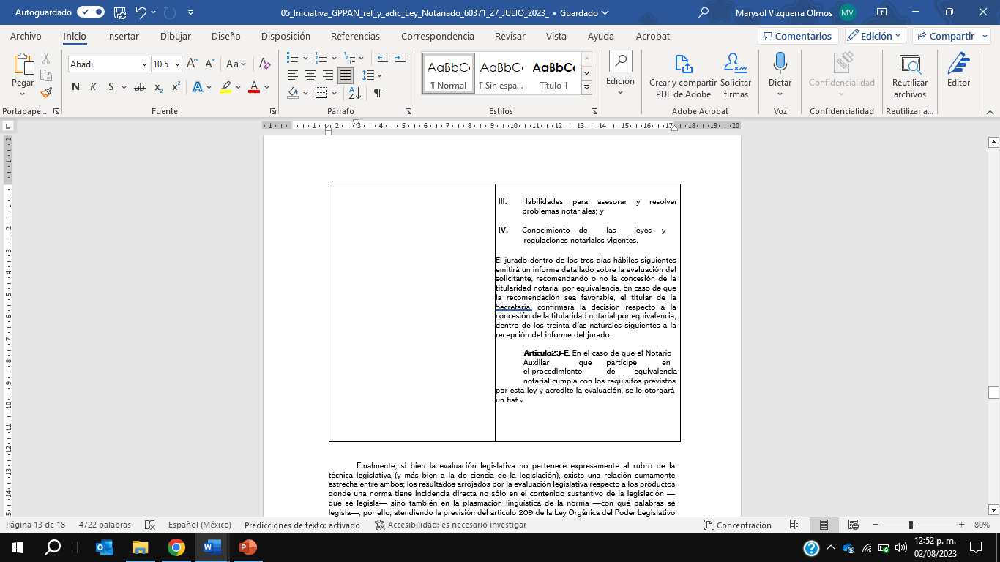 Autoguardado
05_Iniciativa_GPPAN_ref_y_adic_Ley_Notariado_60371_27_JULIO_2023_ • Guardado
Marysol Vizguerra Olmos
MV
Archivo Inicio Insertar Dibujar Diseño Disposición Referencias Correspondencia Revisar Vista Ayuda Acrobat
Comentarios Edición Compartir
Pegar
Abadi 10.5
Aa
N K S ab x₂ x² A A
AaBbC AaBbC AaBbC
¶ Normal ¶ Sin espa... Título 1
Edición
Crear y compartir PDF de Adobe
Solicitar firmas
Dictar
Confidencialidad
Reutilizar archivos
Editor
Portapape... Fuente Párrafo Estilos Adobe Acrobat Voz Confidencialidad Reutilizar a...
III. Habilidades para asesorar y resolver
problemas notariales; y
IV. Conocimiento de las leyes y
regulaciones notariales vigentes.
El jurado dentro de los tres días hábiles siguientes
emitirá un informe detallado sobre la evaluación del
solicitante, recomendando o no la concesión de la
titularidad notarial por equivalencia. En caso de que
la recomendación sea favorable, el titular de la
Secretaría, confirmará la decisión respecto a la
concesión de la titularidad notarial por equivalencia,
dentro de los treinta días naturales siguientes a la
recepción del informe del jurado.
Artículo23-E. En el caso de que el Notario
Auxiliar que participe en
el procedimiento de equivalencia
notarial cumpla con los requisitos previstos
por esta ley y acredite la evaluación, se le otorgará
un fíat.»
Finalmente, si bien la evaluación legislativa no pertenece expresamente al rubro de la
técnica legislativa (y más bien a la de ciencia de la legislación), existe una relación sumamente
estrecha entre ambos; los resultados arrojados por la evaluación legislativa respecto a los productos
donde una norma tiene incidencia directa no sólo en el contenido sustantivo de la legislación —
qué se legisla— sino también en la plasmación lingüística de la norma —con qué palabras se
legisla—, por ello, atendiendo la previsión del artículo 209 de la Ley Orgánica del Poder Legislativo
Página 13 de 18 4722 palabras Español (México) Predicciones de texto: activado Accesibilidad: es necesario investigar Concentración 80%
12:52 p. m.
02/08/2023